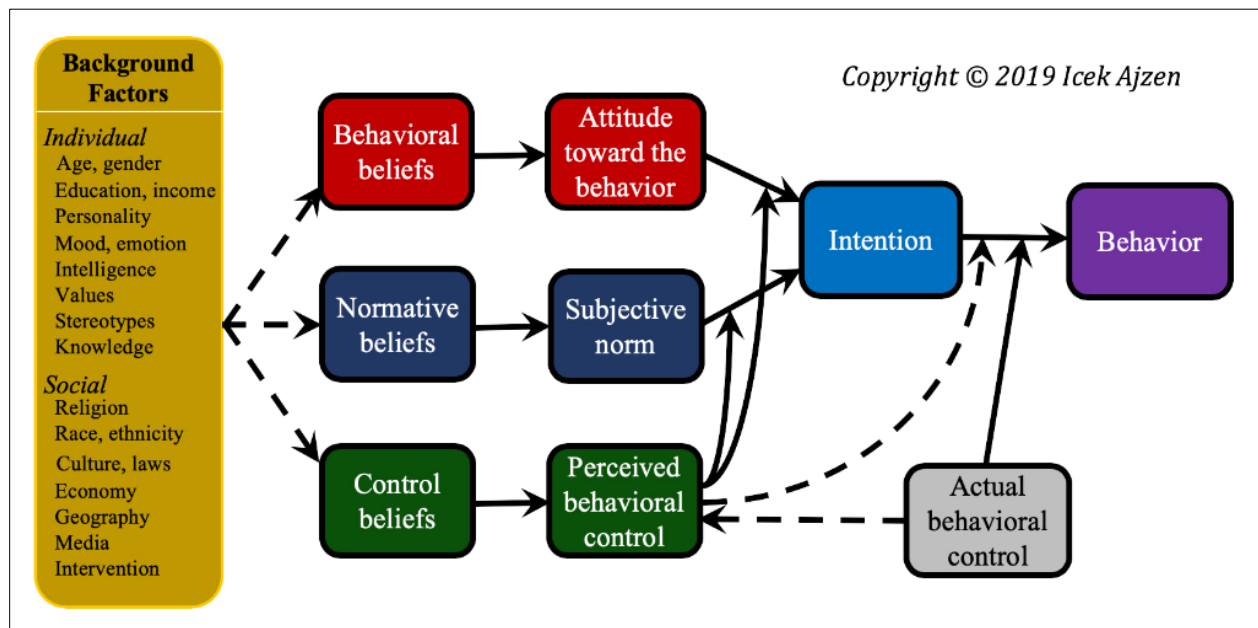 Background
Factors
Individual
Age, gender
Education, income
Personality
Mood, emotion
Intelligence
Values
Stereotypes
Knowledge
Social
Religion
Race, ethnicity
Culture, laws
Economy
Geography
Media
Intervention
Copyright © 2019 Icek Ajzen
Behavioral
beliefs
Attitude
toward the
behavior
Normative
beliefs
Subjective
norm
Control
beliefs
Perceived
behavioral
control
Intention
Behavior
Actual
behavioral
control